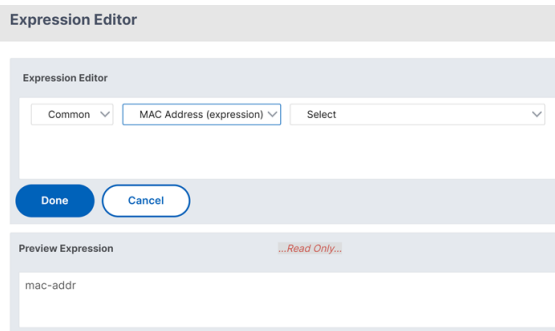 Expression Editor
Expression Editor
Common MAC Address (expression) Select
Done Cancel
Preview Expression ...Read Only...
mac-addr